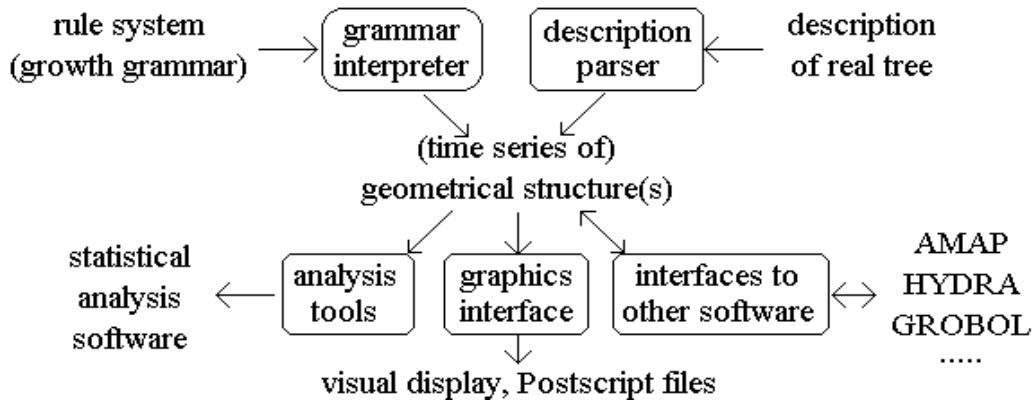 rule system
(growth grammar)
grammar
interpreter
description
parser
description
of real tree
(time series of)
geometrical structure(s)
statistical
analysis
software
analysis
tools
graphics
interface
interfaces to
other software
AMAP
HYDRA
GROBOL
.....
visual display, Postscript files